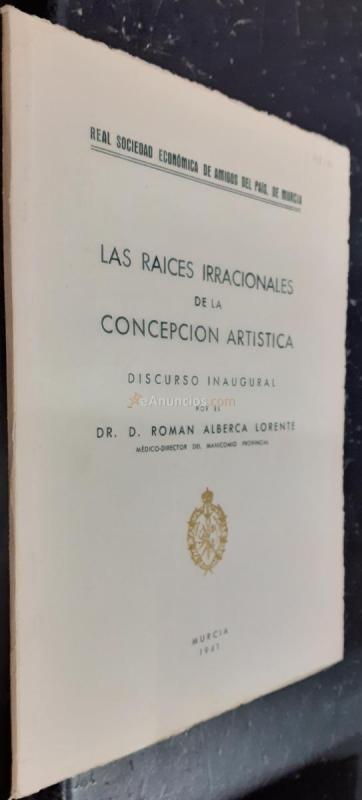 REAL SOCIEDAD ECONÓMICA DE AMIGOS DEL PAÍS, DE MURCIA
LAS RAICES IRRACIONALES
DE LA
CONCEPCION ARTISTICA
DISCURSO INAUGURAL
eAnuncios.com
POR EL
DR. D. ROMAN ALBERCA LORENTE
MÉDICO-DIRECTOR DEL MANICOMIO PROVINCIAL
MURCIA
1941